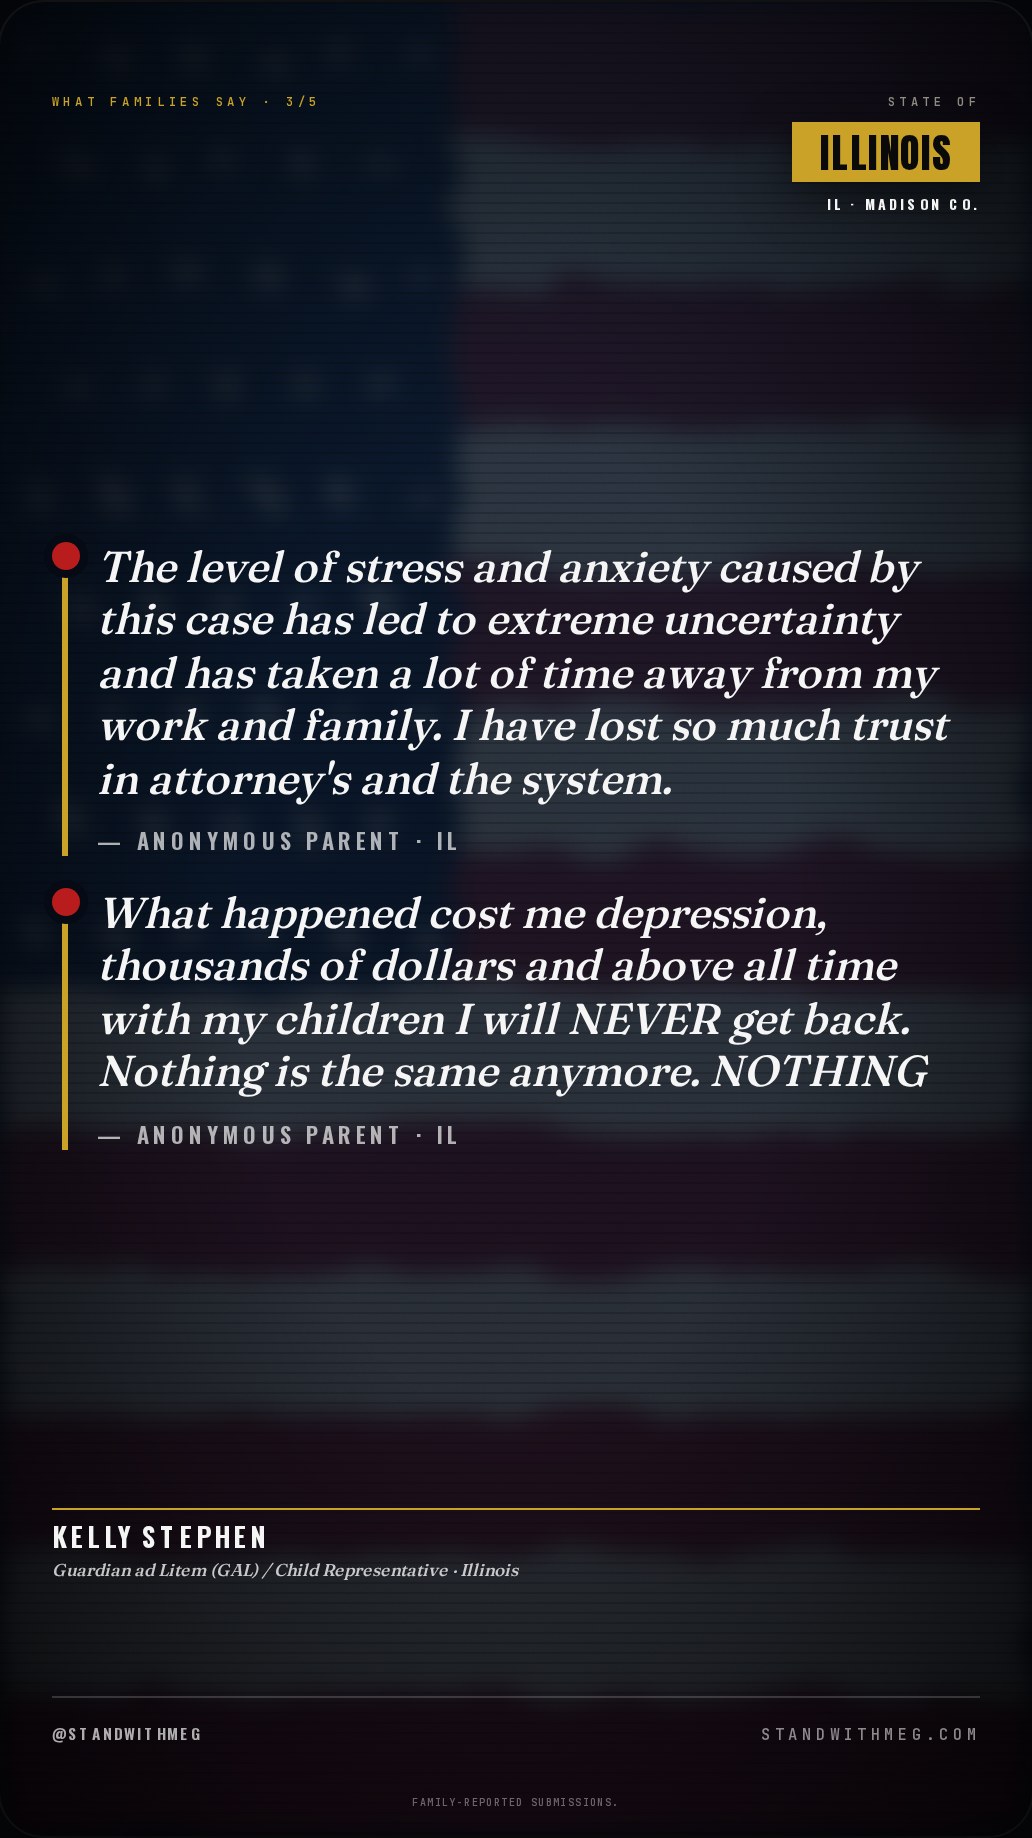 WHAT FAMILIES SAY · 3/5
STATE OF
ILLINOIS
IL · MADISON CO.
The level of stress and anxiety caused by
this case has led to extreme uncertainty
and has taken a lot of time away from my
work and family. I have lost so much trust
in attorney's and the system.
— ANONYMOUS PARENT · IL
What happened cost me depression,
thousands of dollars and above all time
with my children I will NEVER get back.
Nothing is the same anymore. NOTHING
— ANONYMOUS PARENT · IL
KELLY STEPHEN
Guardian ad Litem (GAL) / Child Representative · Illinois
@STANDWITHMEG
STANDWITHMEG.COM
FAMILY-REPORTED SUBMISSIONS.